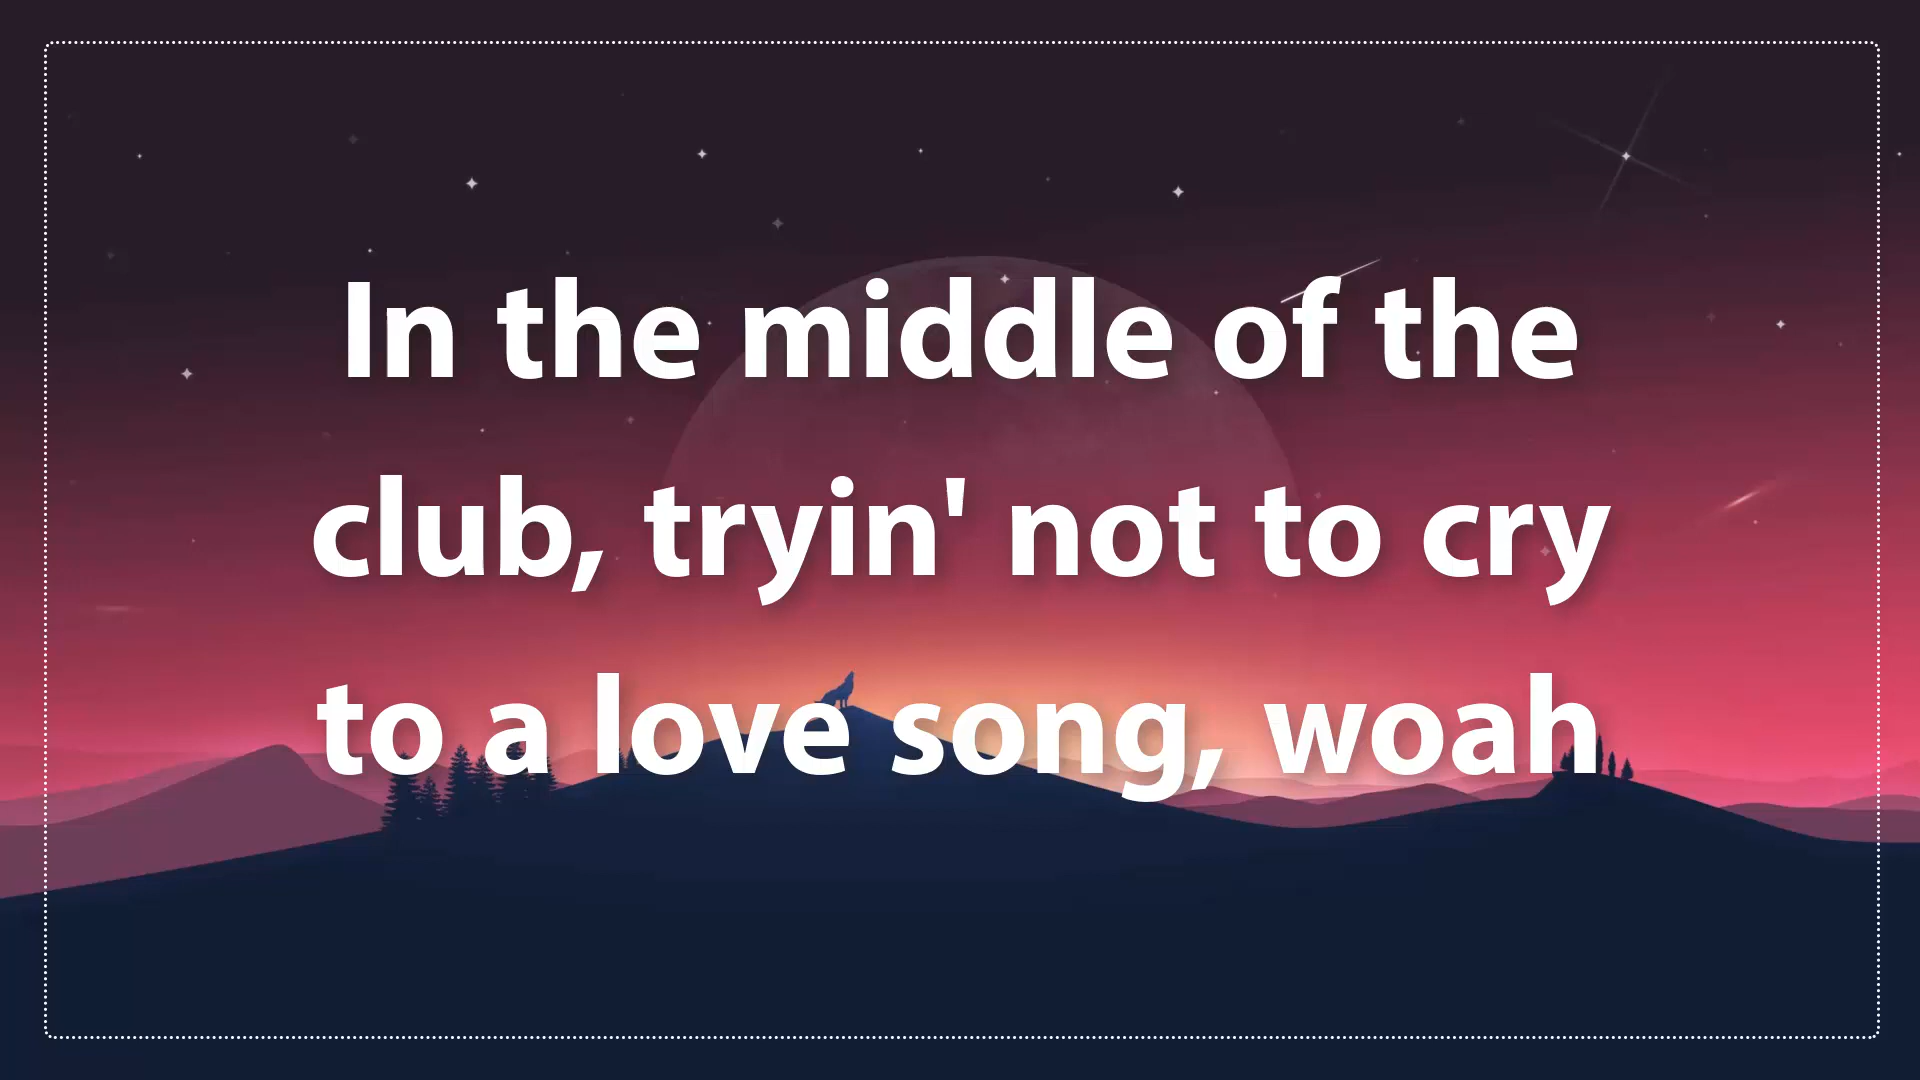 In the middle of the
club, tryin' not to cry
to a love song, woah